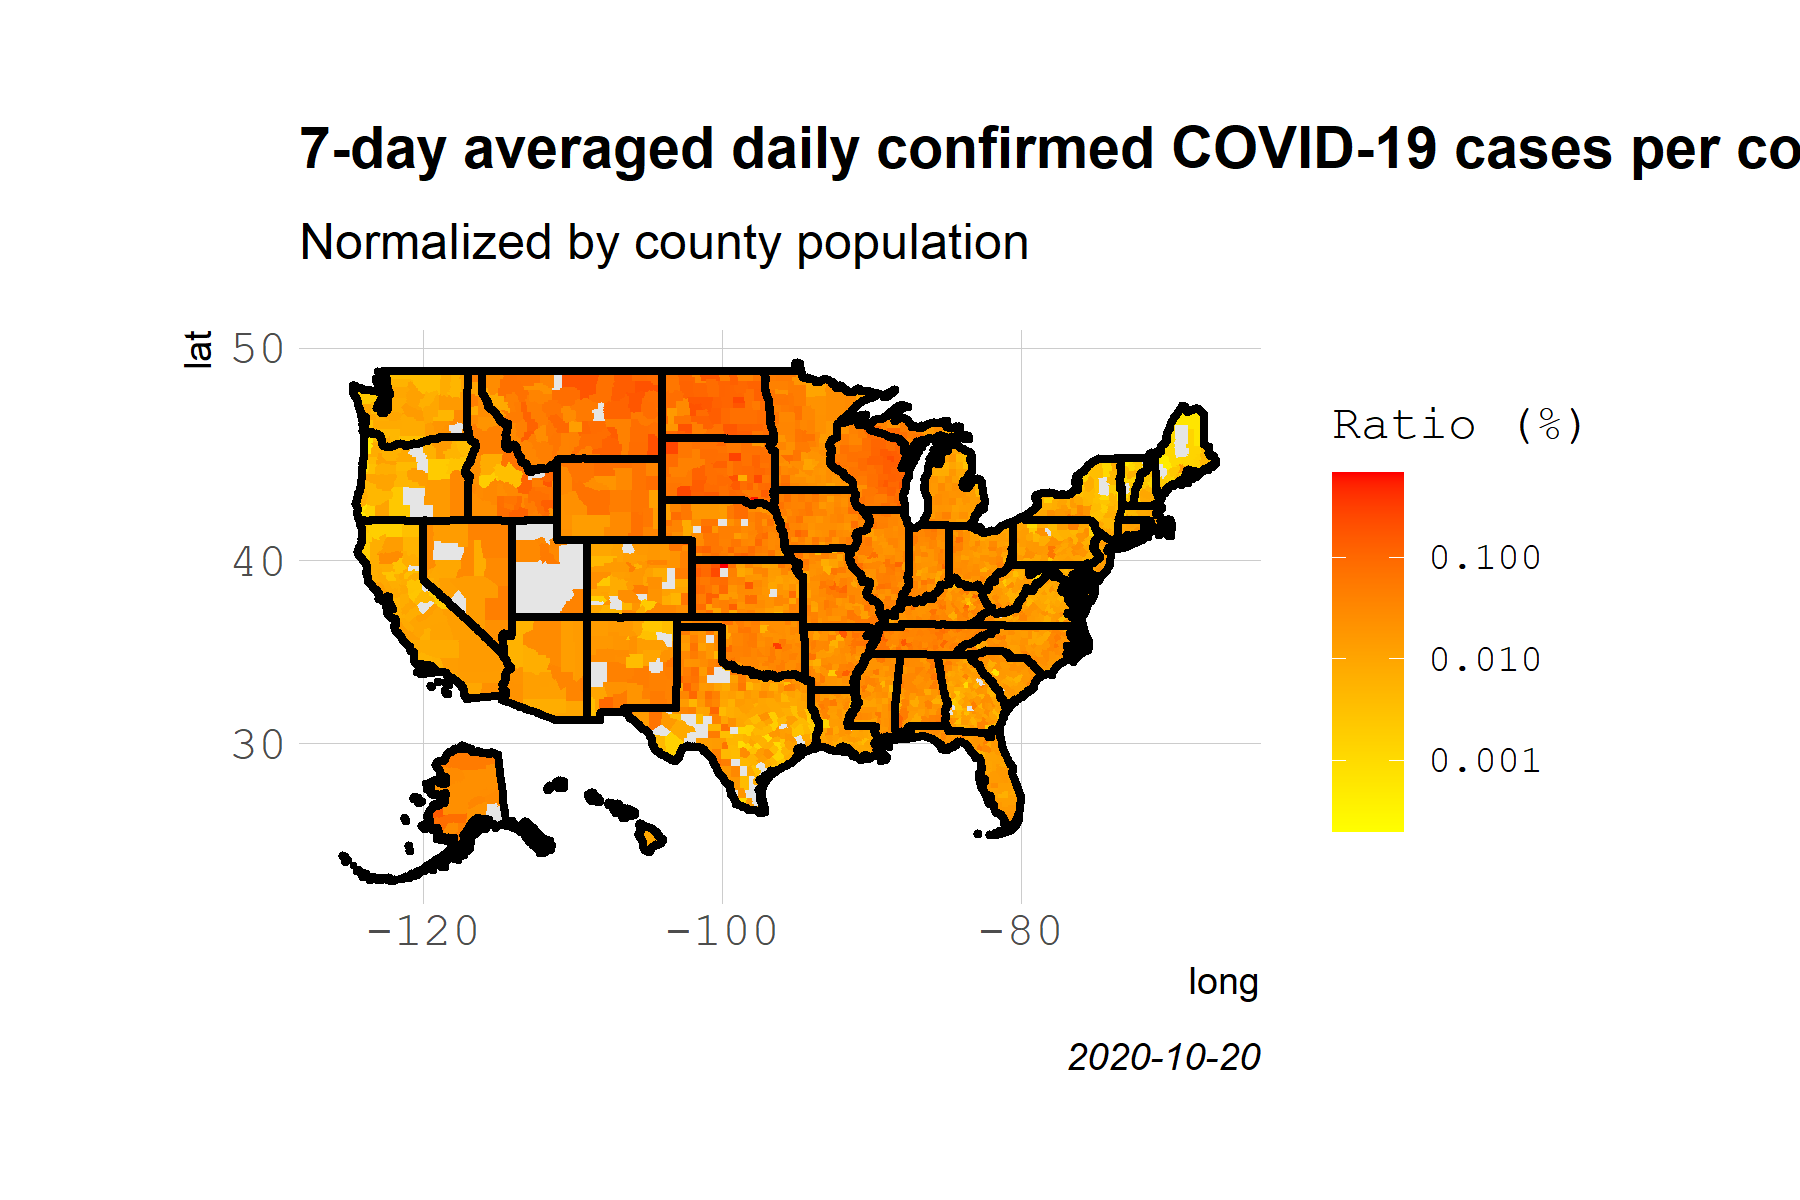 7-day averaged daily confirmed COVID-19 cases per co
Normalized by county population
lat
50
40
30
-120
-100
-80
long
2020-10-20
Ratio (%)
0.100
0.010
0.001